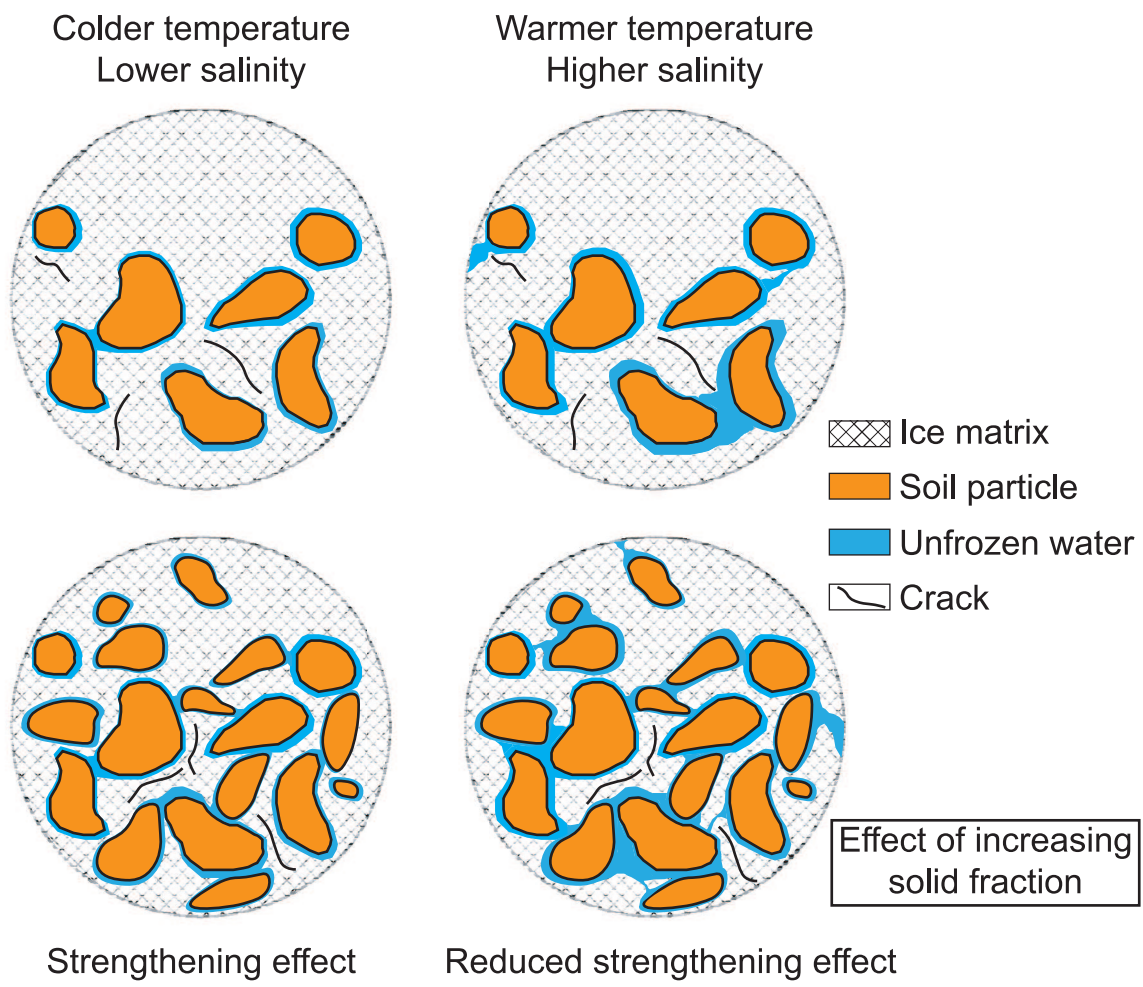 Colder temperature
Lower salinity
Warmer temperature
Higher salinity
Ice matrix
Soil particle
Unfrozen water
Crack
Effect of increasing
solid fraction
Strengthening effect
Reduced strengthening effect